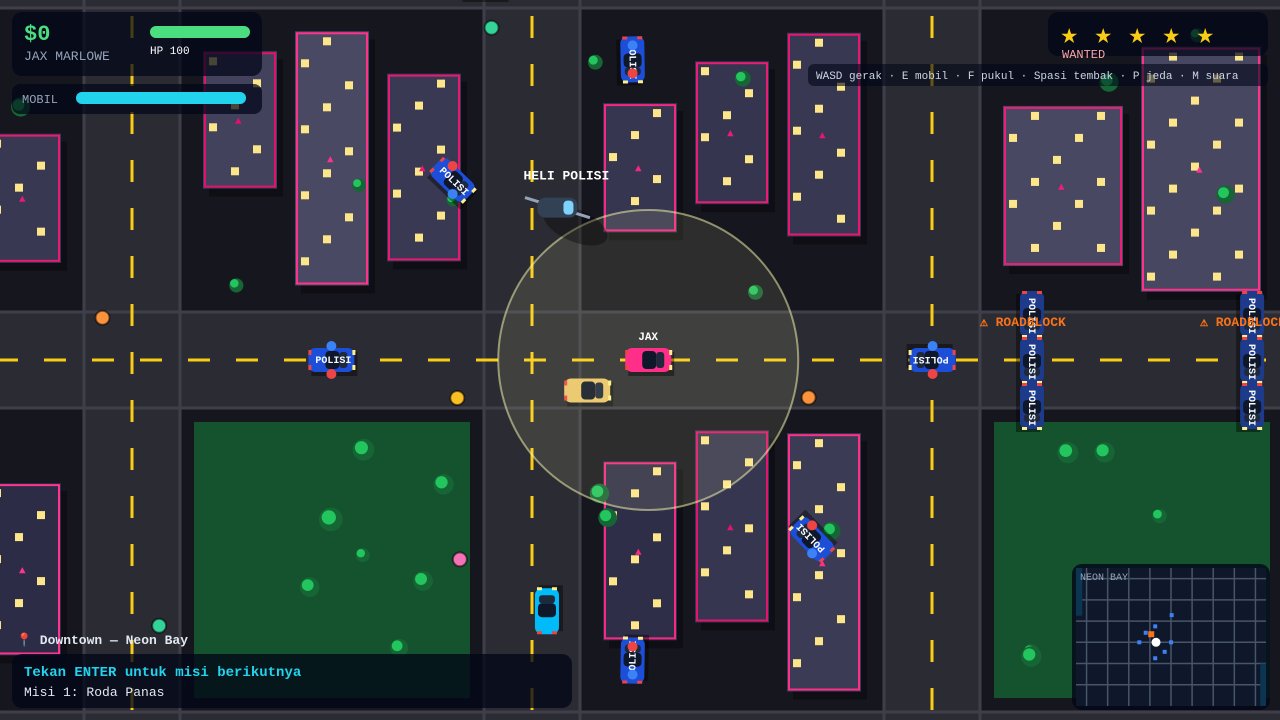 $0
JAX MARLOWE
HP 100
MOBIL
★ ★ ★ ★ ★
WANTED
WASD gerak · E mobil · F pukul · Spasi tembak · P jeda · M suara
POLISI
HELI POLISI
POLISI
JAX
⚠ ROADBLOCK
⚠ ROADBLOCK
POLISI
POLISI
POLISI
POLISI
POLISI
POLISI
POLISI
POLISI
POLISI
POLISI
POLISI
NEON BAY
📍 Downtown — Neon Bay
Tekan ENTER untuk misi berikutnya
Misi 1: Roda Panas